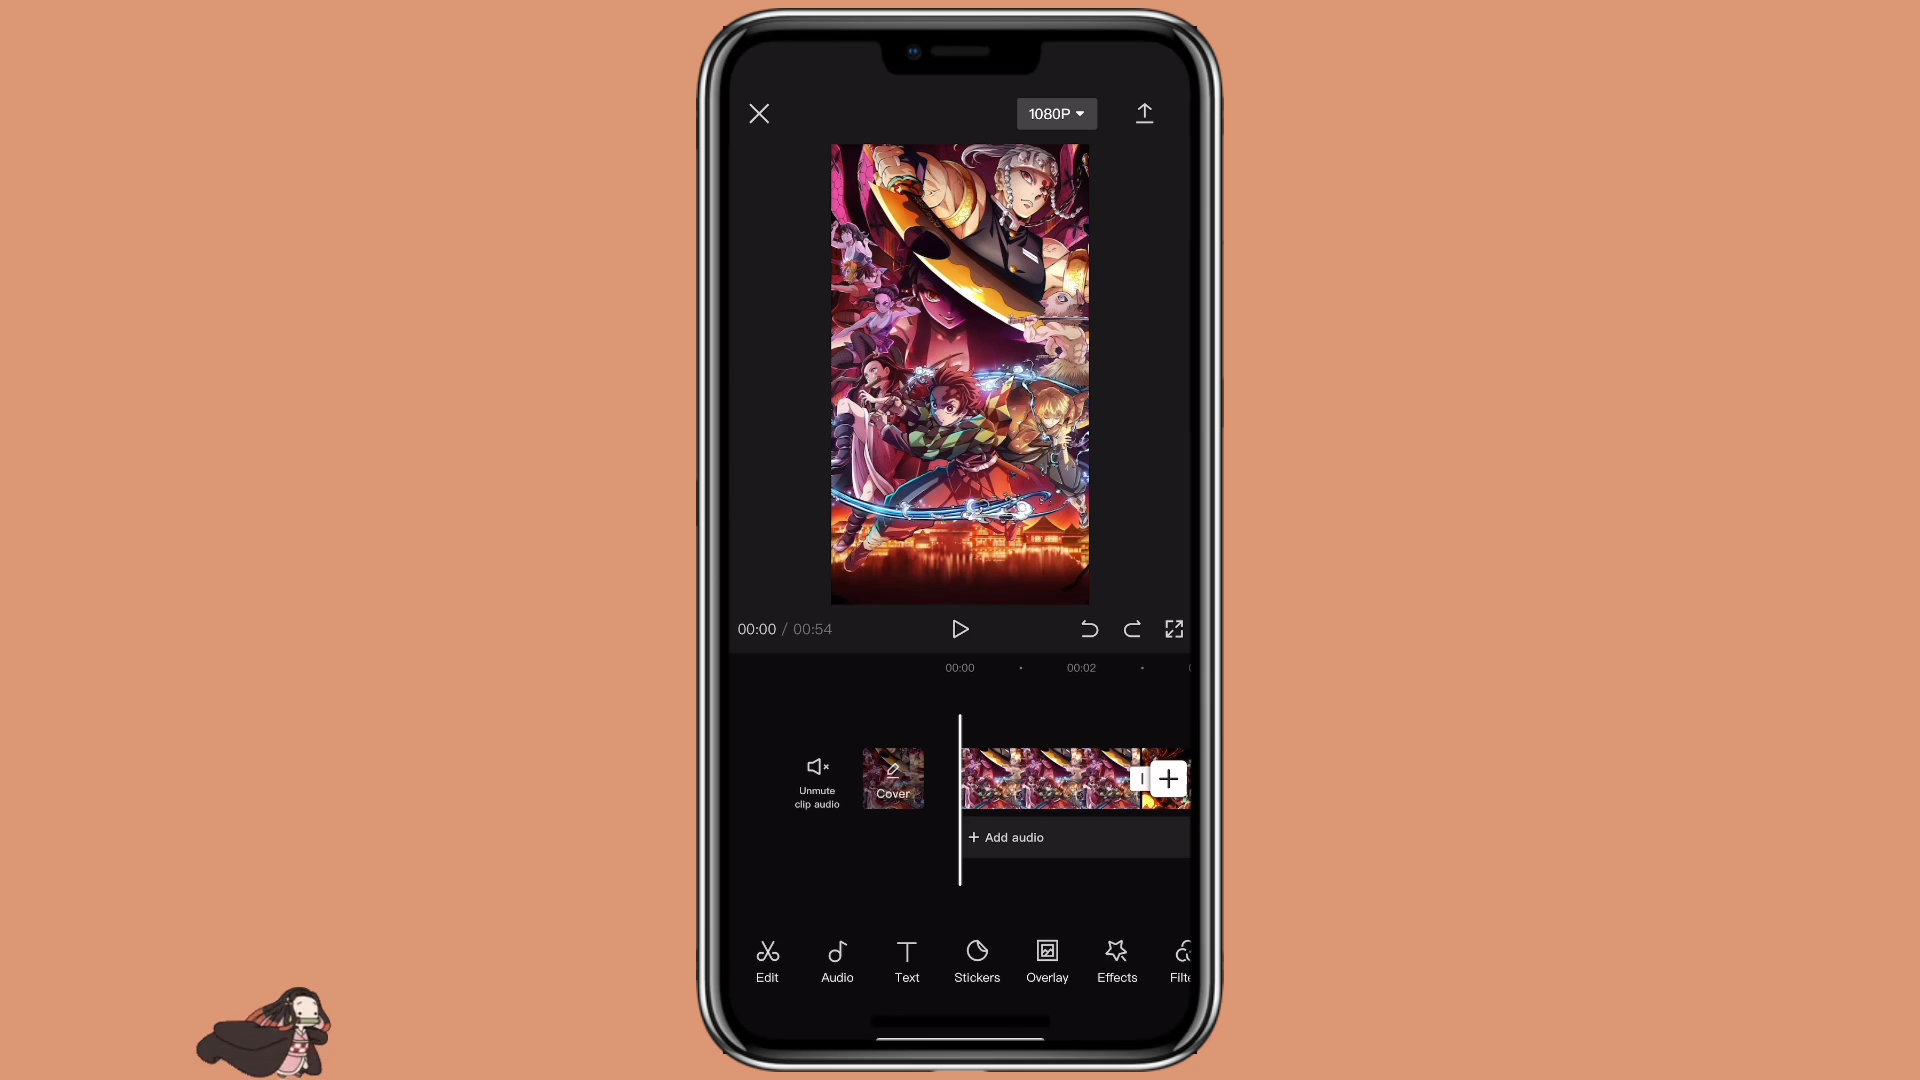 1080P
00:00 / 00:54
00:00
00:02
Unmute
clip audio
Cover
+ Add audio
Edit
Audio
Text
Stickers
Overlay
Effects
Filte